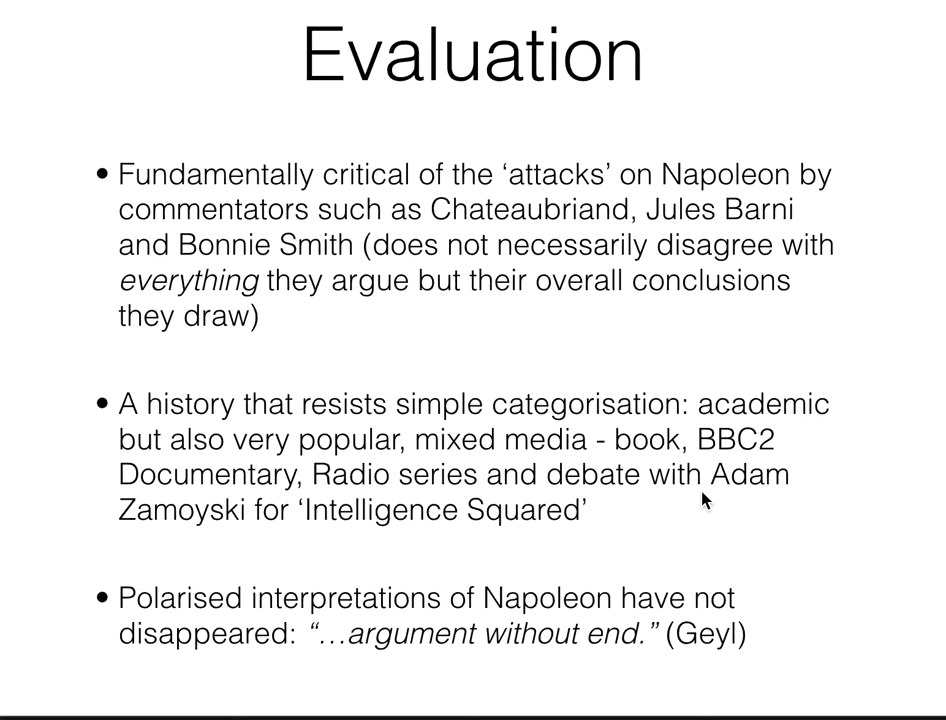 Evaluation
• Fundamentally critical of the ‘attacks’ on Napoleon by
commentators such as Chateaubriand, Jules Barni
and Bonnie Smith (does not necessarily disagree with
everything they argue but their overall conclusions
they draw)
• A history that resists simple categorisation: academic
but also very popular, mixed media - book, BBC2
Documentary, Radio series and debate with Adam
Zamoyski for ‘Intelligence Squared’
• Polarised interpretations of Napoleon have not
disappeared: “…argument without end.” (Geyl)